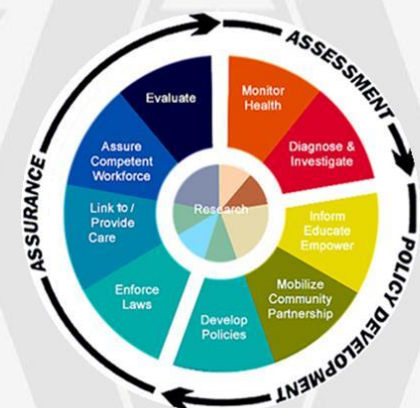 ASSESSMENT
Monitor
Health
Diagnose &
Investigate
POLICY DEVELOPMENT
Inform
Educate
Empower
Mobilize
Community
Partnership
Develop
Policies
ASSURANCE
Enforce
Laws
Link to /
Provide
Care
Assure
Competent
Workforce
Evaluate
Research